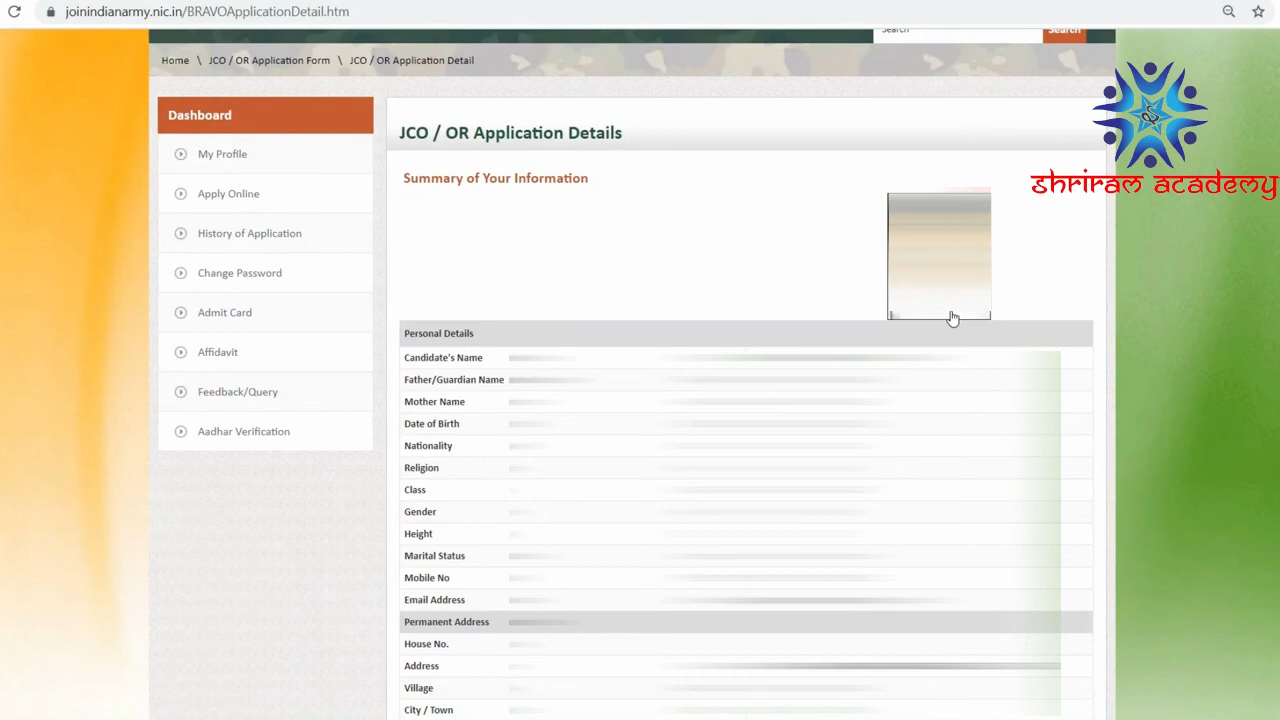 joinindianarmy.nic.in/BRAVOApplicationDetail.htm
Search
Search
Home \ JCO / OR Application Form \ JCO / OR Application Detail
Dashboard
My Profile
Apply Online
History of Application
Change Password
Admit Card
Affidavit
Feedback/Query
Aadhar Verification
JCO / OR Application Details
Summary of Your Information
SHRIRAM ACADEMY
Personal Details
Candidate's Name
Father/Guardian Name
Mother Name
Date of Birth
Nationality
Religion
Class
Gender
Height
Marital Status
Mobile No
Email Address
Permanent Address
House No.
Address
Village
City / Town